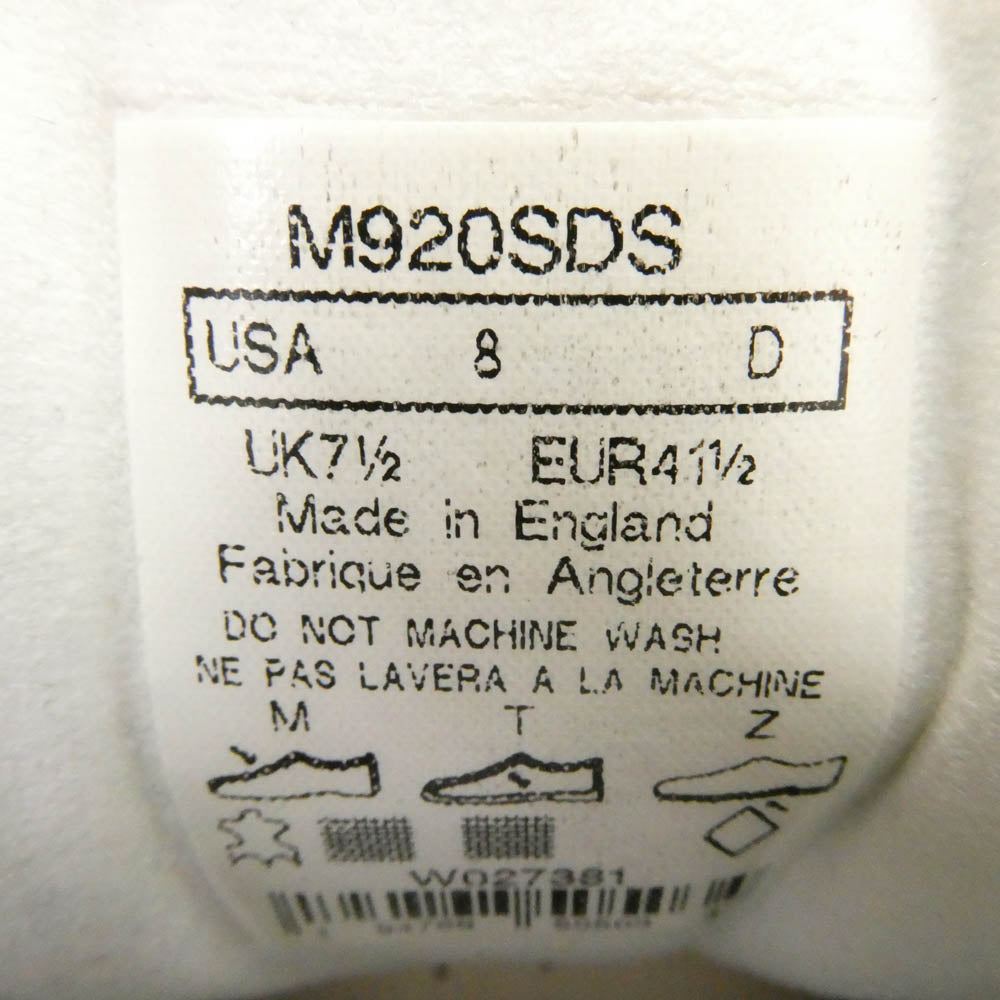 M920SDS
USA 8 D
UK7½ EUR41½
Made in England
Fabrique en Angleterre
DO NOT MACHINE WASH
NE PAS LAVERA A LA MACHINE
M T Z
W027381